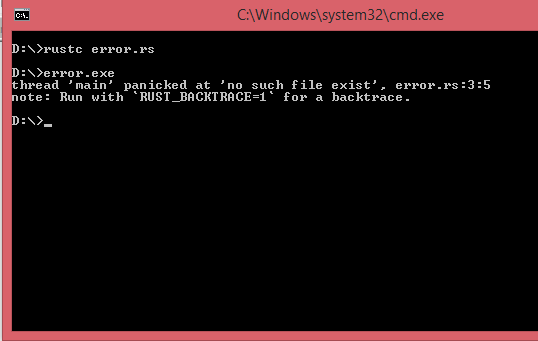 C:\Windows\system32\cmd.exe
D:\>rustc error.rs
D:\>error.exe
thread 'main' panicked at 'no such file exist', error.rs:3:5
note: Run with `RUST_BACKTRACE=1` for a backtrace.
D:\>_